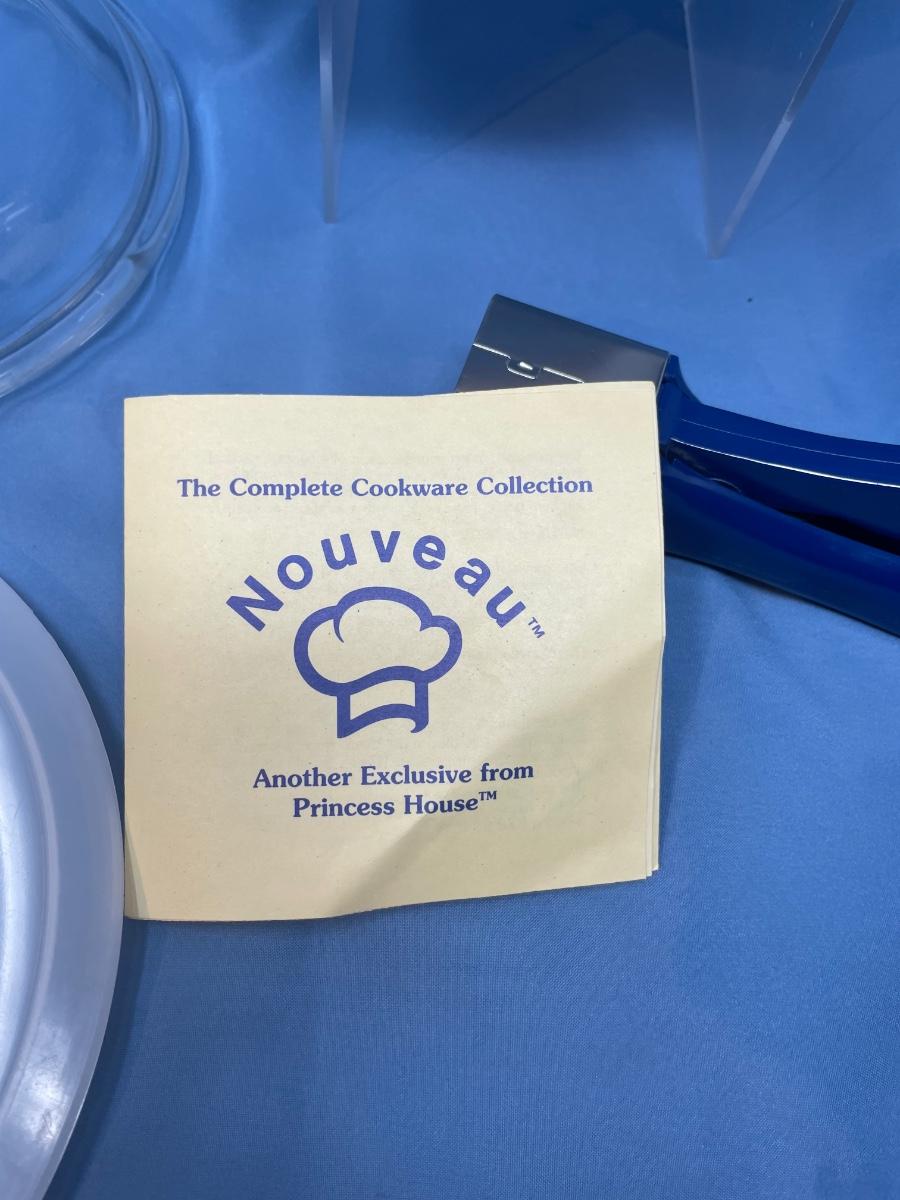 The Complete Cookware Collection
Nouveau™
Another Exclusive from
Princess House™